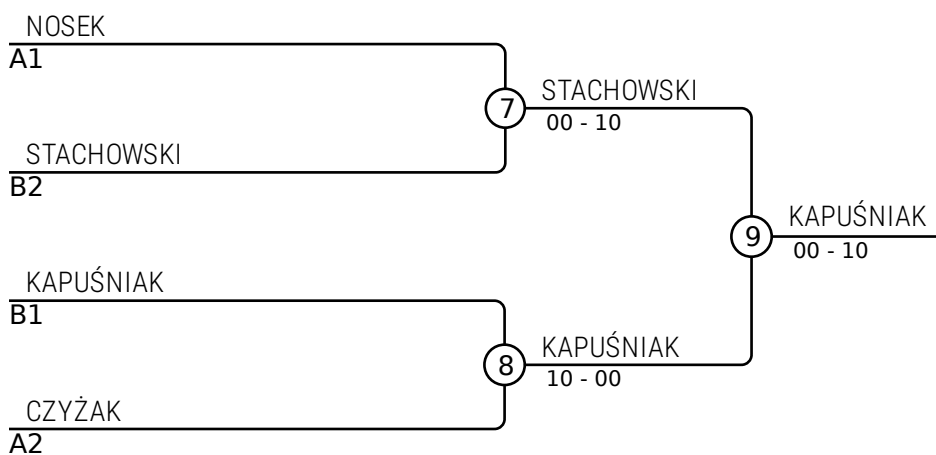 NOSEK
A1
7
STACHOWSKI
00 - 10
STACHOWSKI
B2
9
KAPUŚNIAK
00 - 10
KAPUŚNIAK
B1
8
KAPUŚNIAK
10 - 00
CZYŻAK
A2